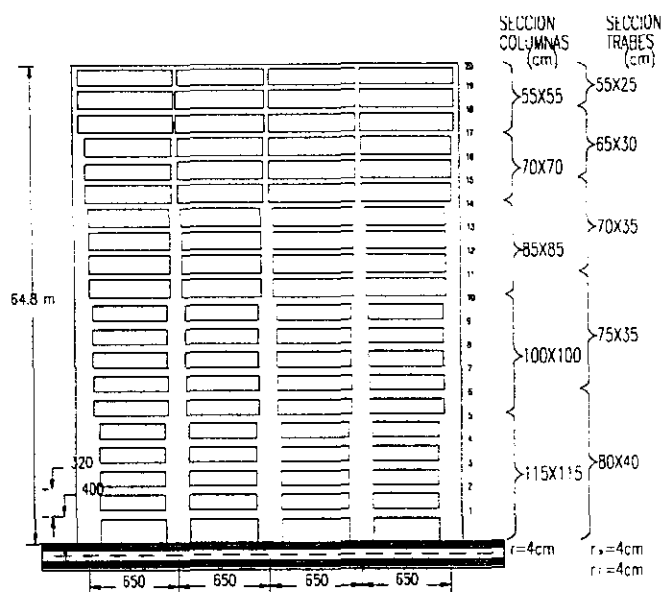 SECCION SECCION
COLUMNAS TRABES
(cm) (cm)
20
19
55X55 55X25
18
17
65X30
16
70X70
15
14
70X35
13
85X85
12
11
64.8 m
10
75X35
9
8
100X100
7
6
5
4
320
3
115X115 80X40
400
2
1
r=4cm
=4cm
=4cm
650 650 650 650